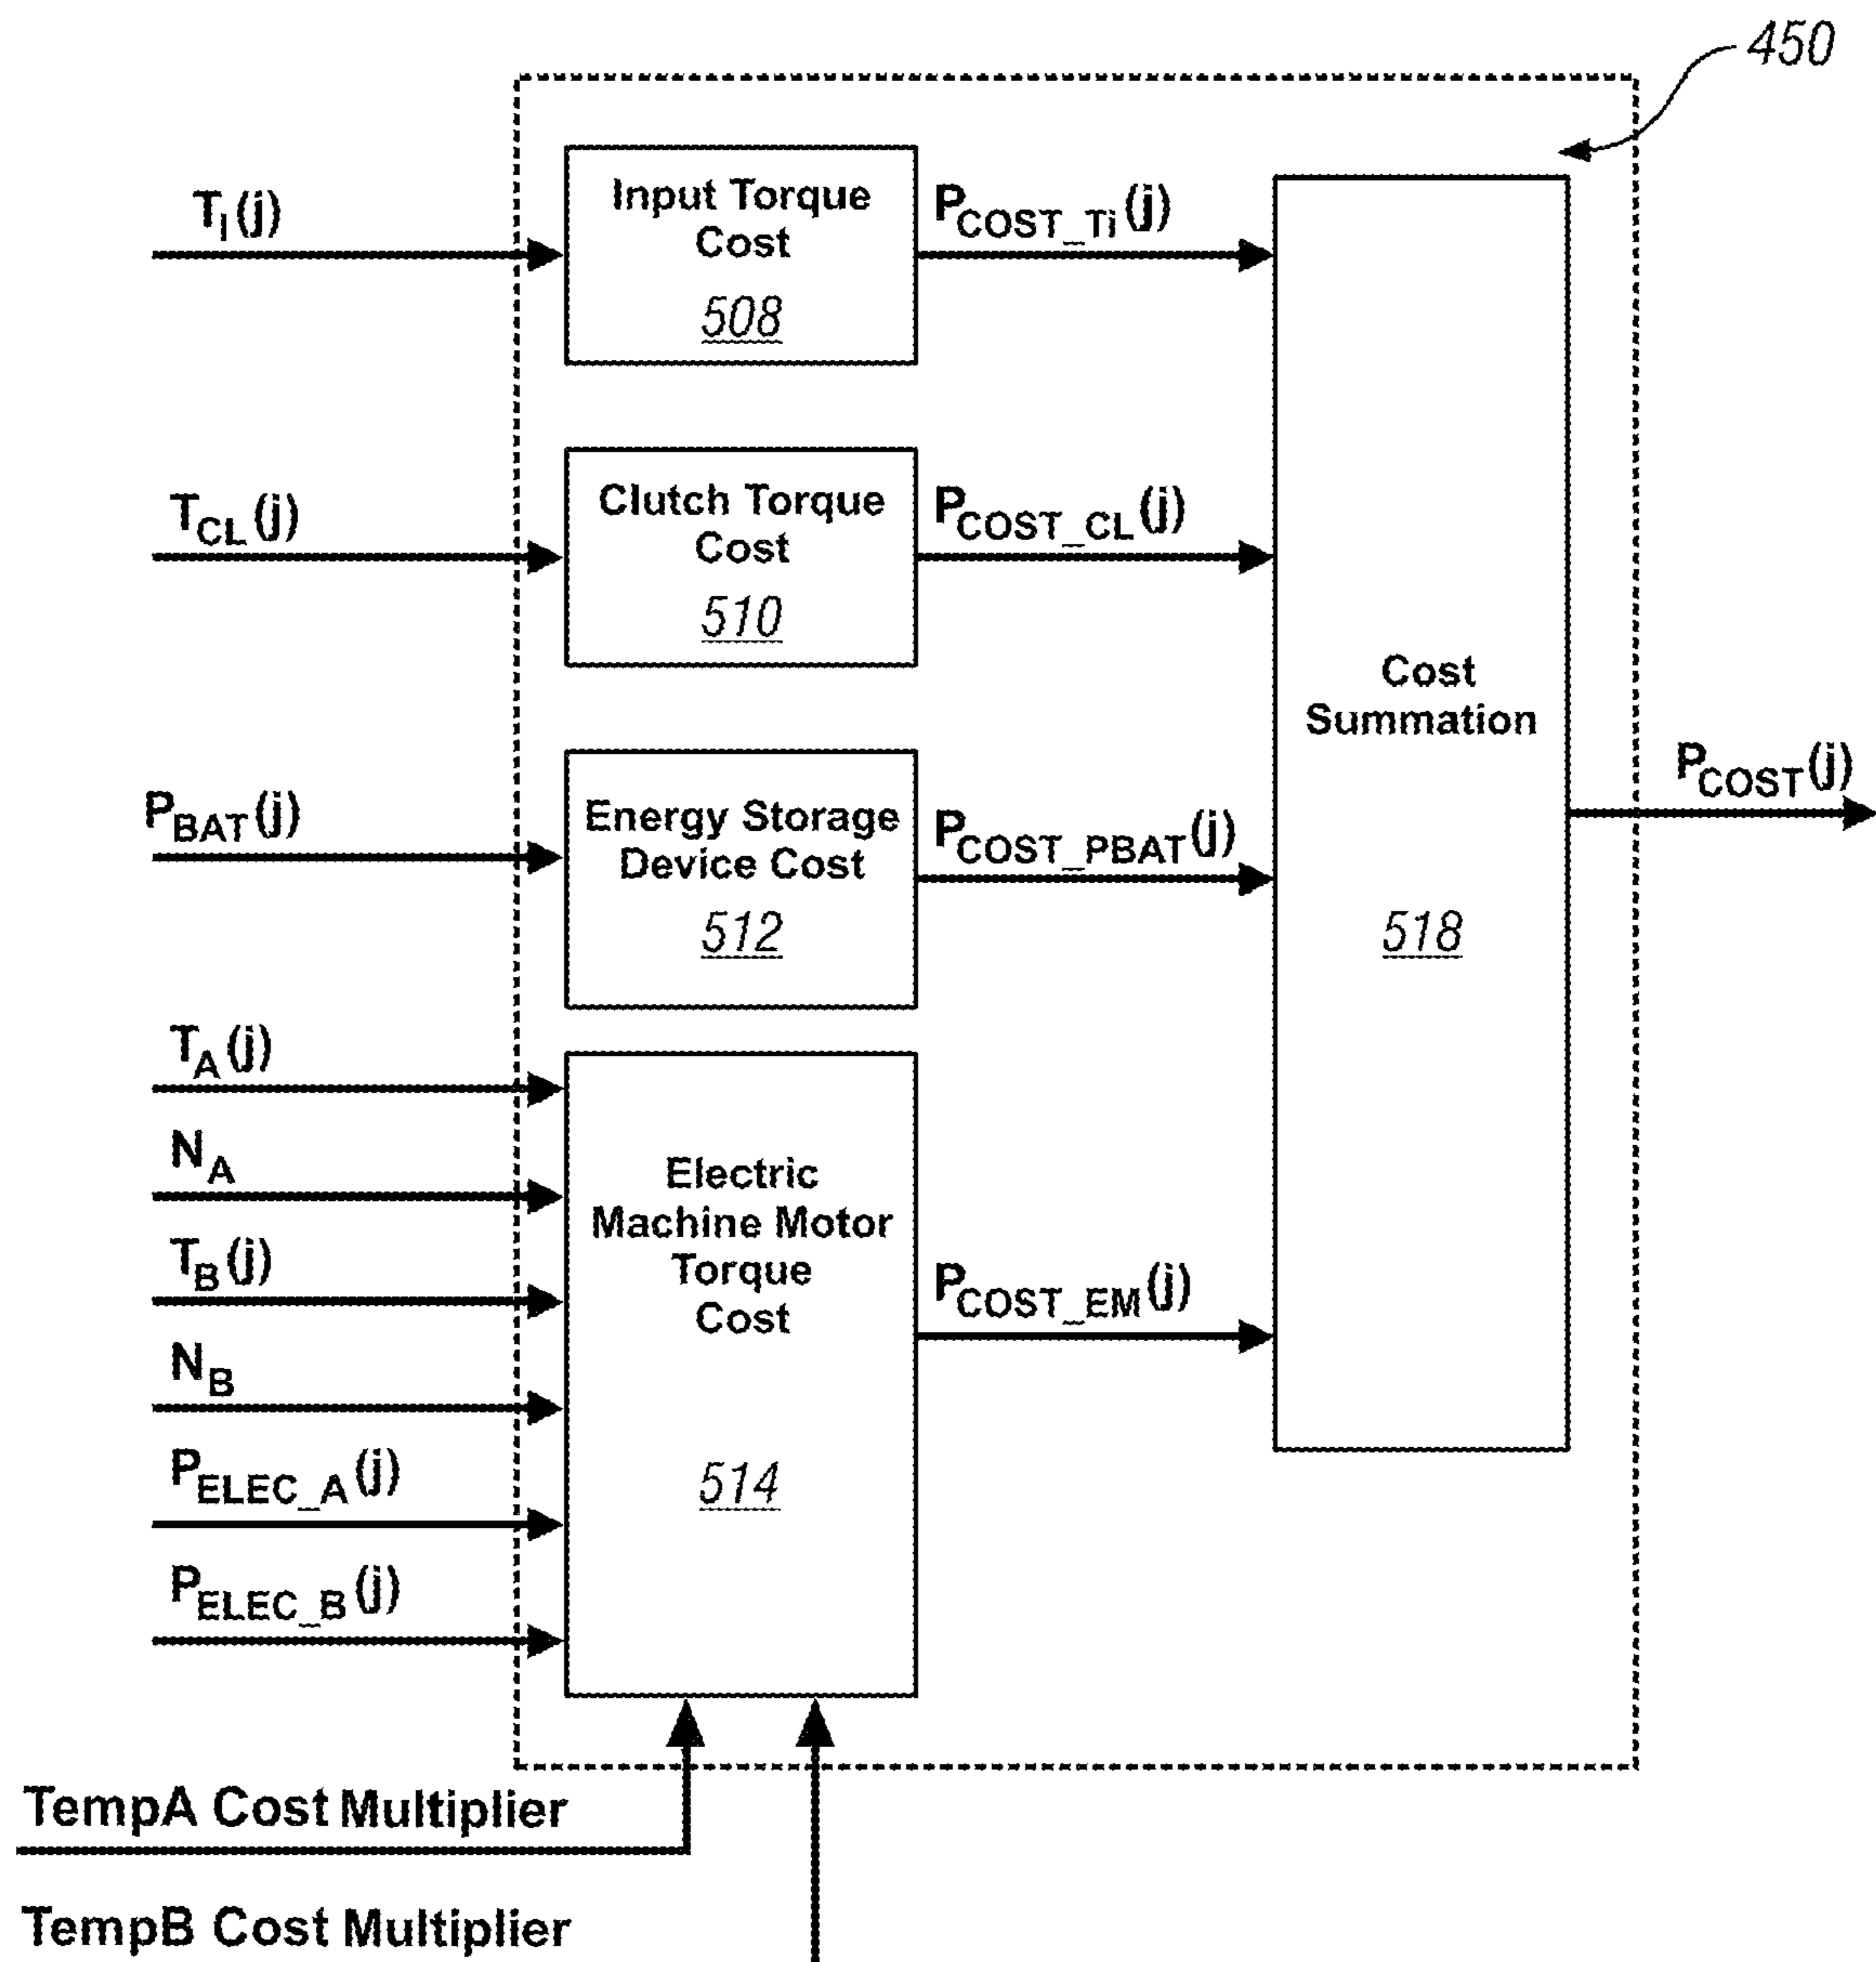 450
T_I(j)
Input Torque
Cost
508
P_COST_Ti(j)
T_CL(j)
Clutch Torque
Cost
510
P_COST_CL(j)
Cost
Summation
518
P_COST(j)
P_BAT(j)
Energy Storage
Device Cost
512
P_COST_PBAT(j)
T_A(j)
N_A
T_B(j)
N_B
P_ELEC_A(j)
P_ELEC_B(j)
Electric
Machine Motor
Torque
Cost
514
P_COST_EM(j)
TempA Cost Multiplier
TempB Cost Multiplier